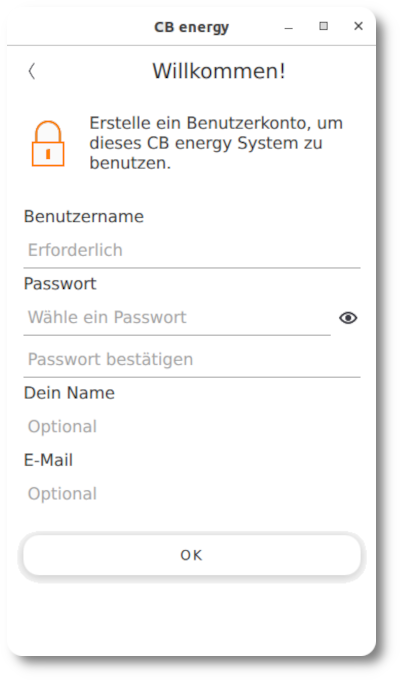 CB energy
Willkommen!
Erstelle ein Benutzerkonto, um
dieses CB energy System zu
benutzen.
Benutzername
Erforderlich
Passwort
Wähle ein Passwort
Passwort bestätigen
Dein Name
Optional
E-Mail
Optional
OK